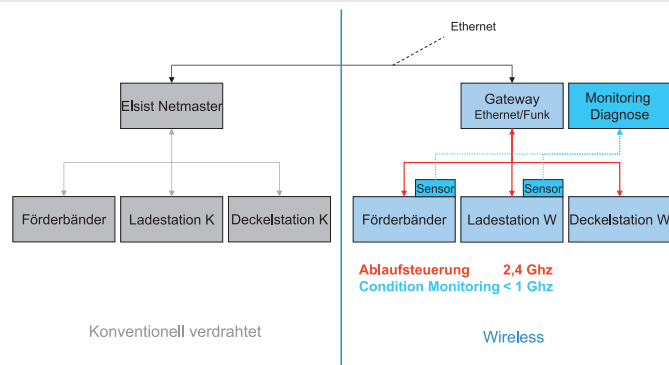 Ethernet
Elsist Netmaster
Gateway
Ethernet/Funk
Monitoring
Diagnose
Sensor
Sensor
Förderbänder
Ladestation K
Deckelstation K
Förderbänder
Ladestation W
Deckelstation W
Ablaufsteuerung 2,4 Ghz
Condition Monitoring < 1 Ghz
Konventionell verdrahtet
Wireless